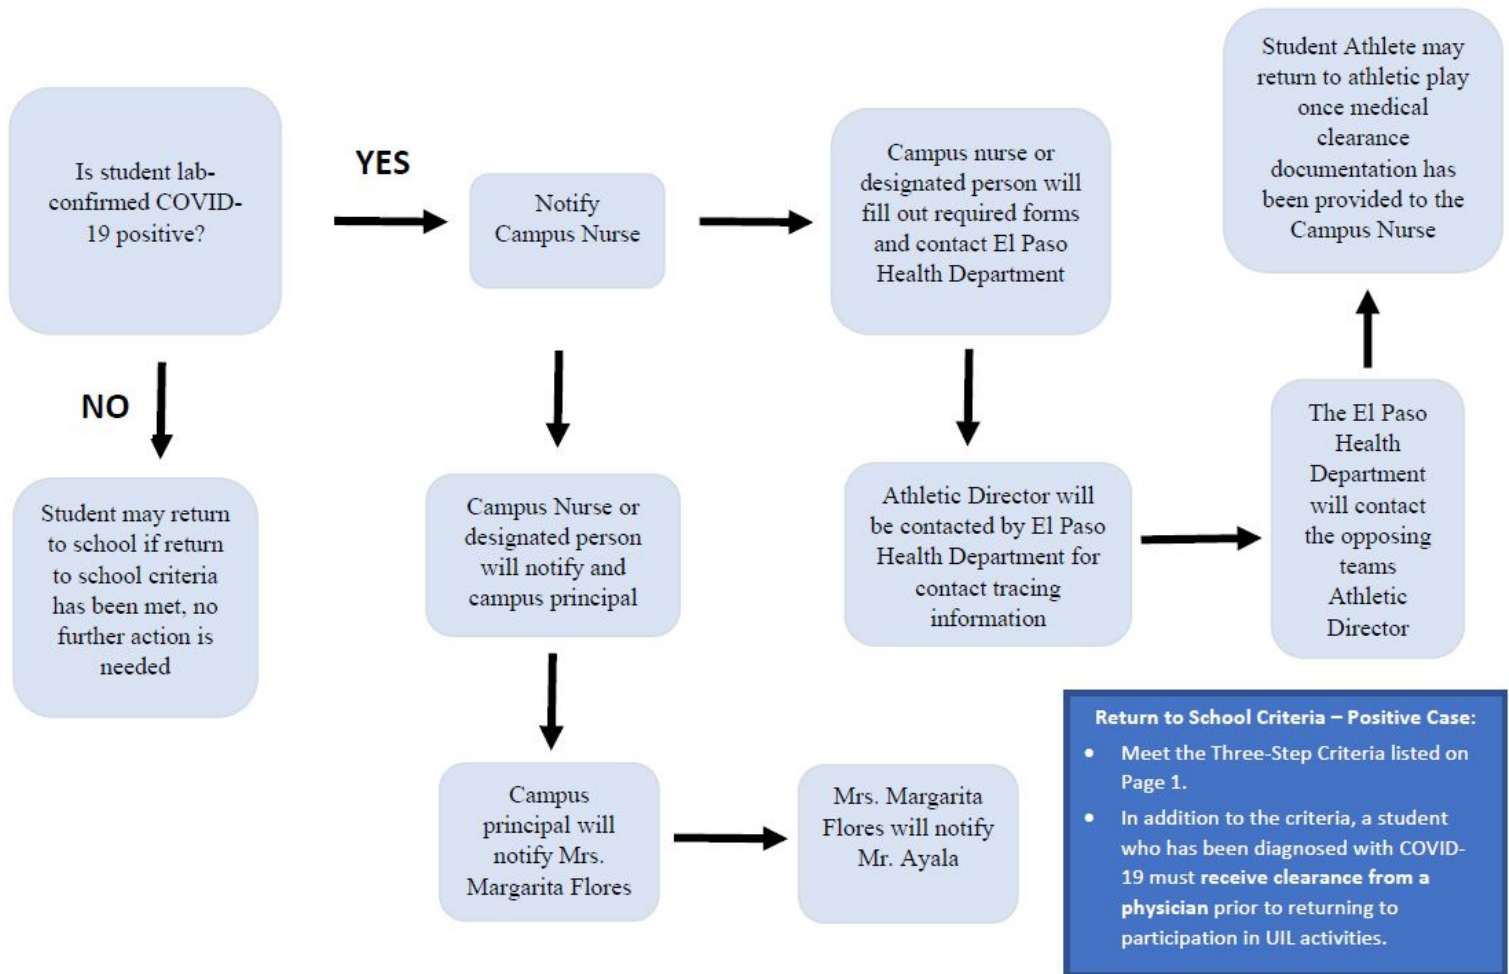 Is student lab-
confirmed COVID-
19 positive?
YES
Notify
Campus Nurse
Campus nurse or
designated person will
fill out required forms
and contact El Paso
Health Department
Student Athlete may
return to athletic play
once medical
clearance
documentation has
been provided to the
Campus Nurse
NO
Student may return
to school if return
to school criteria
has been met, no
further action is
needed
Campus Nurse or
designated person
will notify and
campus principal
Athletic Director will
be contacted by El Paso
Health Department for
contact tracing
information
The El Paso
Health
Department
will contact
the opposing
teams
Athletic
Director
Campus
principal will
notify Mrs.
Margarita Flores
Mrs. Margarita
Flores will notify
Mr. Ayala
Return to School Criteria – Positive Case:
• Meet the Three-Step Criteria listed on
Page 1.
• In addition to the criteria, a student
who has been diagnosed with COVID-
19 must receive clearance from a
physician prior to returning to
participation in UIL activities.